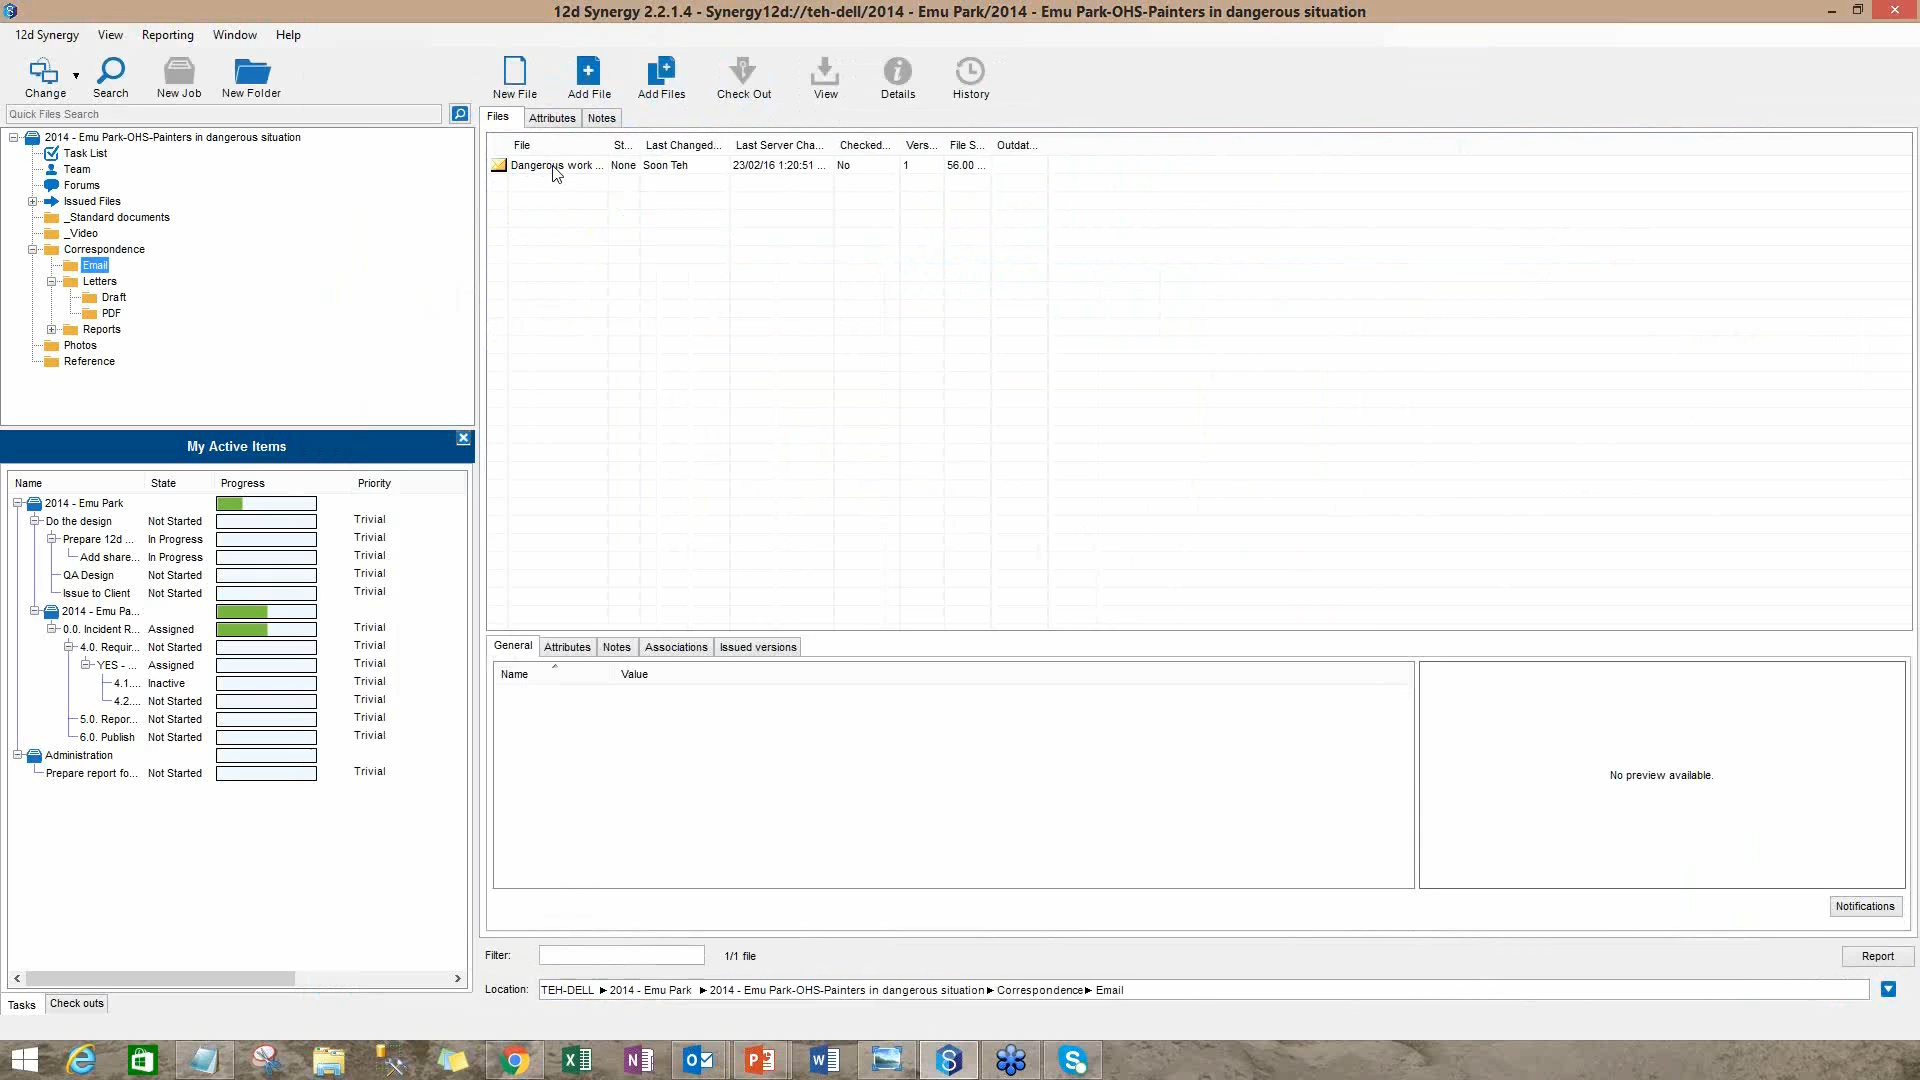 12d Synergy 2.2.1.4 - Synergy12d://teh-dell/2014 - Emu Park/2014 - Emu Park-OHS-Painters in dangerous situation
12d Synergy View Reporting Window Help
Change Search New Job New Folder New File Add File Add Files Check Out View Details History
Quick Files Search
2014 - Emu Park-OHS-Painters in dangerous situation
Task List
Team
Forums
Issued Files
_Standard documents
_Video
Correspondence
Email
Letters
Draft
PDF
Reports
Photos
Reference
Files Attributes Notes
File St... Last Changed... Last Server Cha... Checked... Vers... File S... Outdat...
Dangerous work ... None Soon Teh 23/02/16 1:20:51 ... No 1 56.00 ...
My Active Items
Name State Progress Priority
2014 - Emu Park
Do the design Not Started Trivial
Prepare 12d ... In Progress Trivial
Add share... In Progress Trivial
QA Design Not Started Trivial
Issue to Client Not Started Trivial
2014 - Emu Pa...
0.0. Incident R... Assigned Trivial
4.0. Requir... Not Started Trivial
YES - ... Assigned Trivial
4.1.... Inactive Trivial
4.2.... Not Started Trivial
5.0. Repor... Not Started Trivial
6.0. Publish Not Started Trivial
Administration
Prepare report fo... Not Started Trivial
Tasks Check outs
General Attributes Notes Associations Issued versions
Name Value
No preview available.
Notifications
Filter: 1/1 file
Report
Location: TEH-DELL 2014 - Emu Park 2014 - Emu Park-OHS-Painters in dangerous situation Correspondence Email